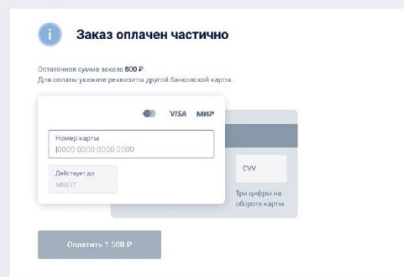 Заказ оплачен частично
Остаточная сумма заказа 800 ₽.
Для оплаты укажите реквизиты другой банковской карты.
VISA МИР
Номер карты
0000 0000 0000 0000
Действует до
ММ/ГГ
CVV
Три цифры на
обороте карты
Оплатить 1 500 ₽